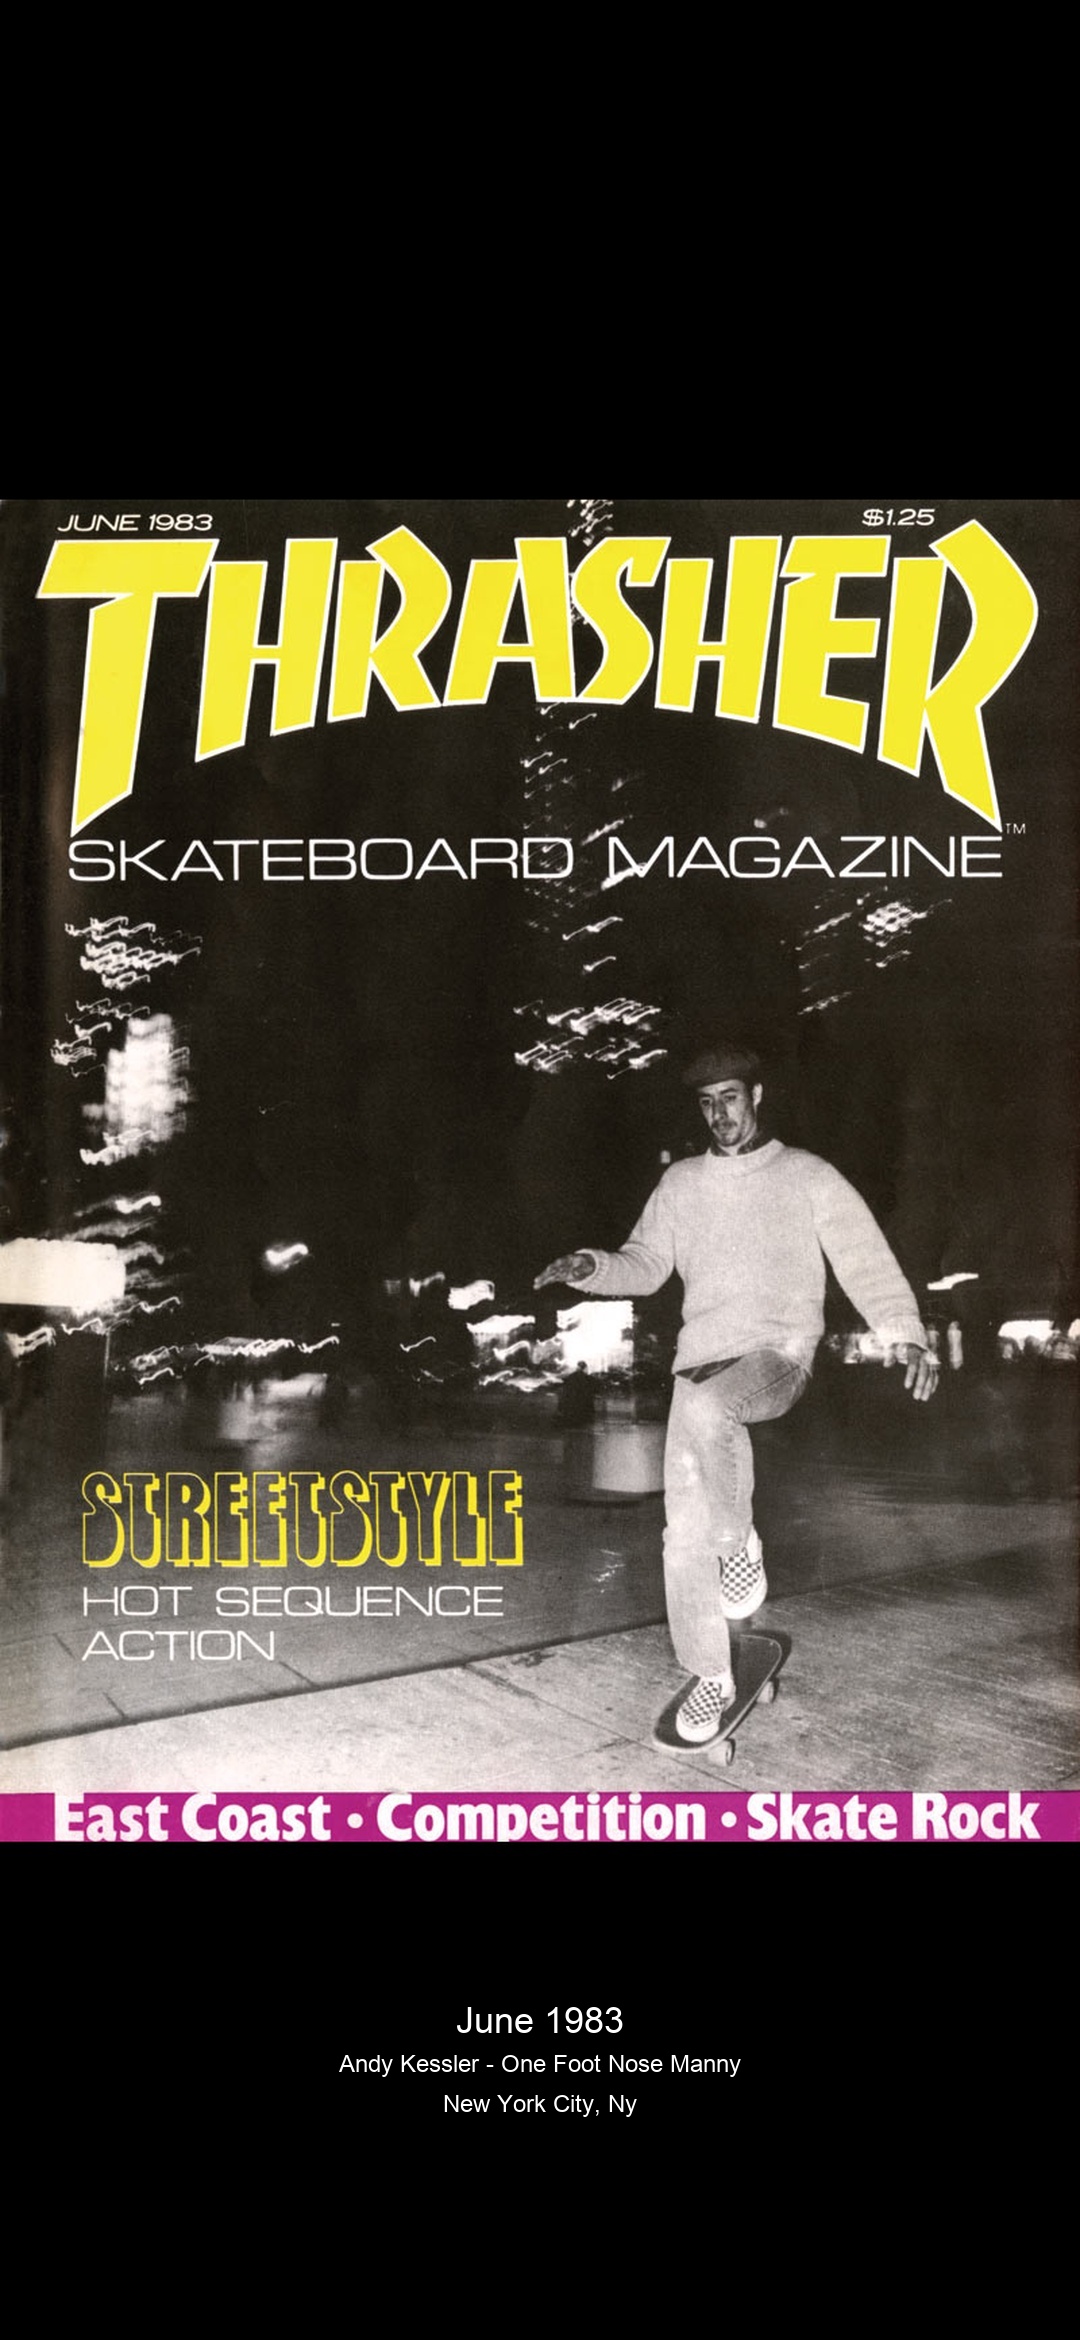 JUNE 1983
$1.25
THRASHER
TM
SKATEBOARD MAGAZINE
STREETSTYLE
HOT SEQUENCE
ACTION
East Coast • Competition • Skate Rock
June 1983
Andy Kessler - One Foot Nose Manny
New York City, Ny